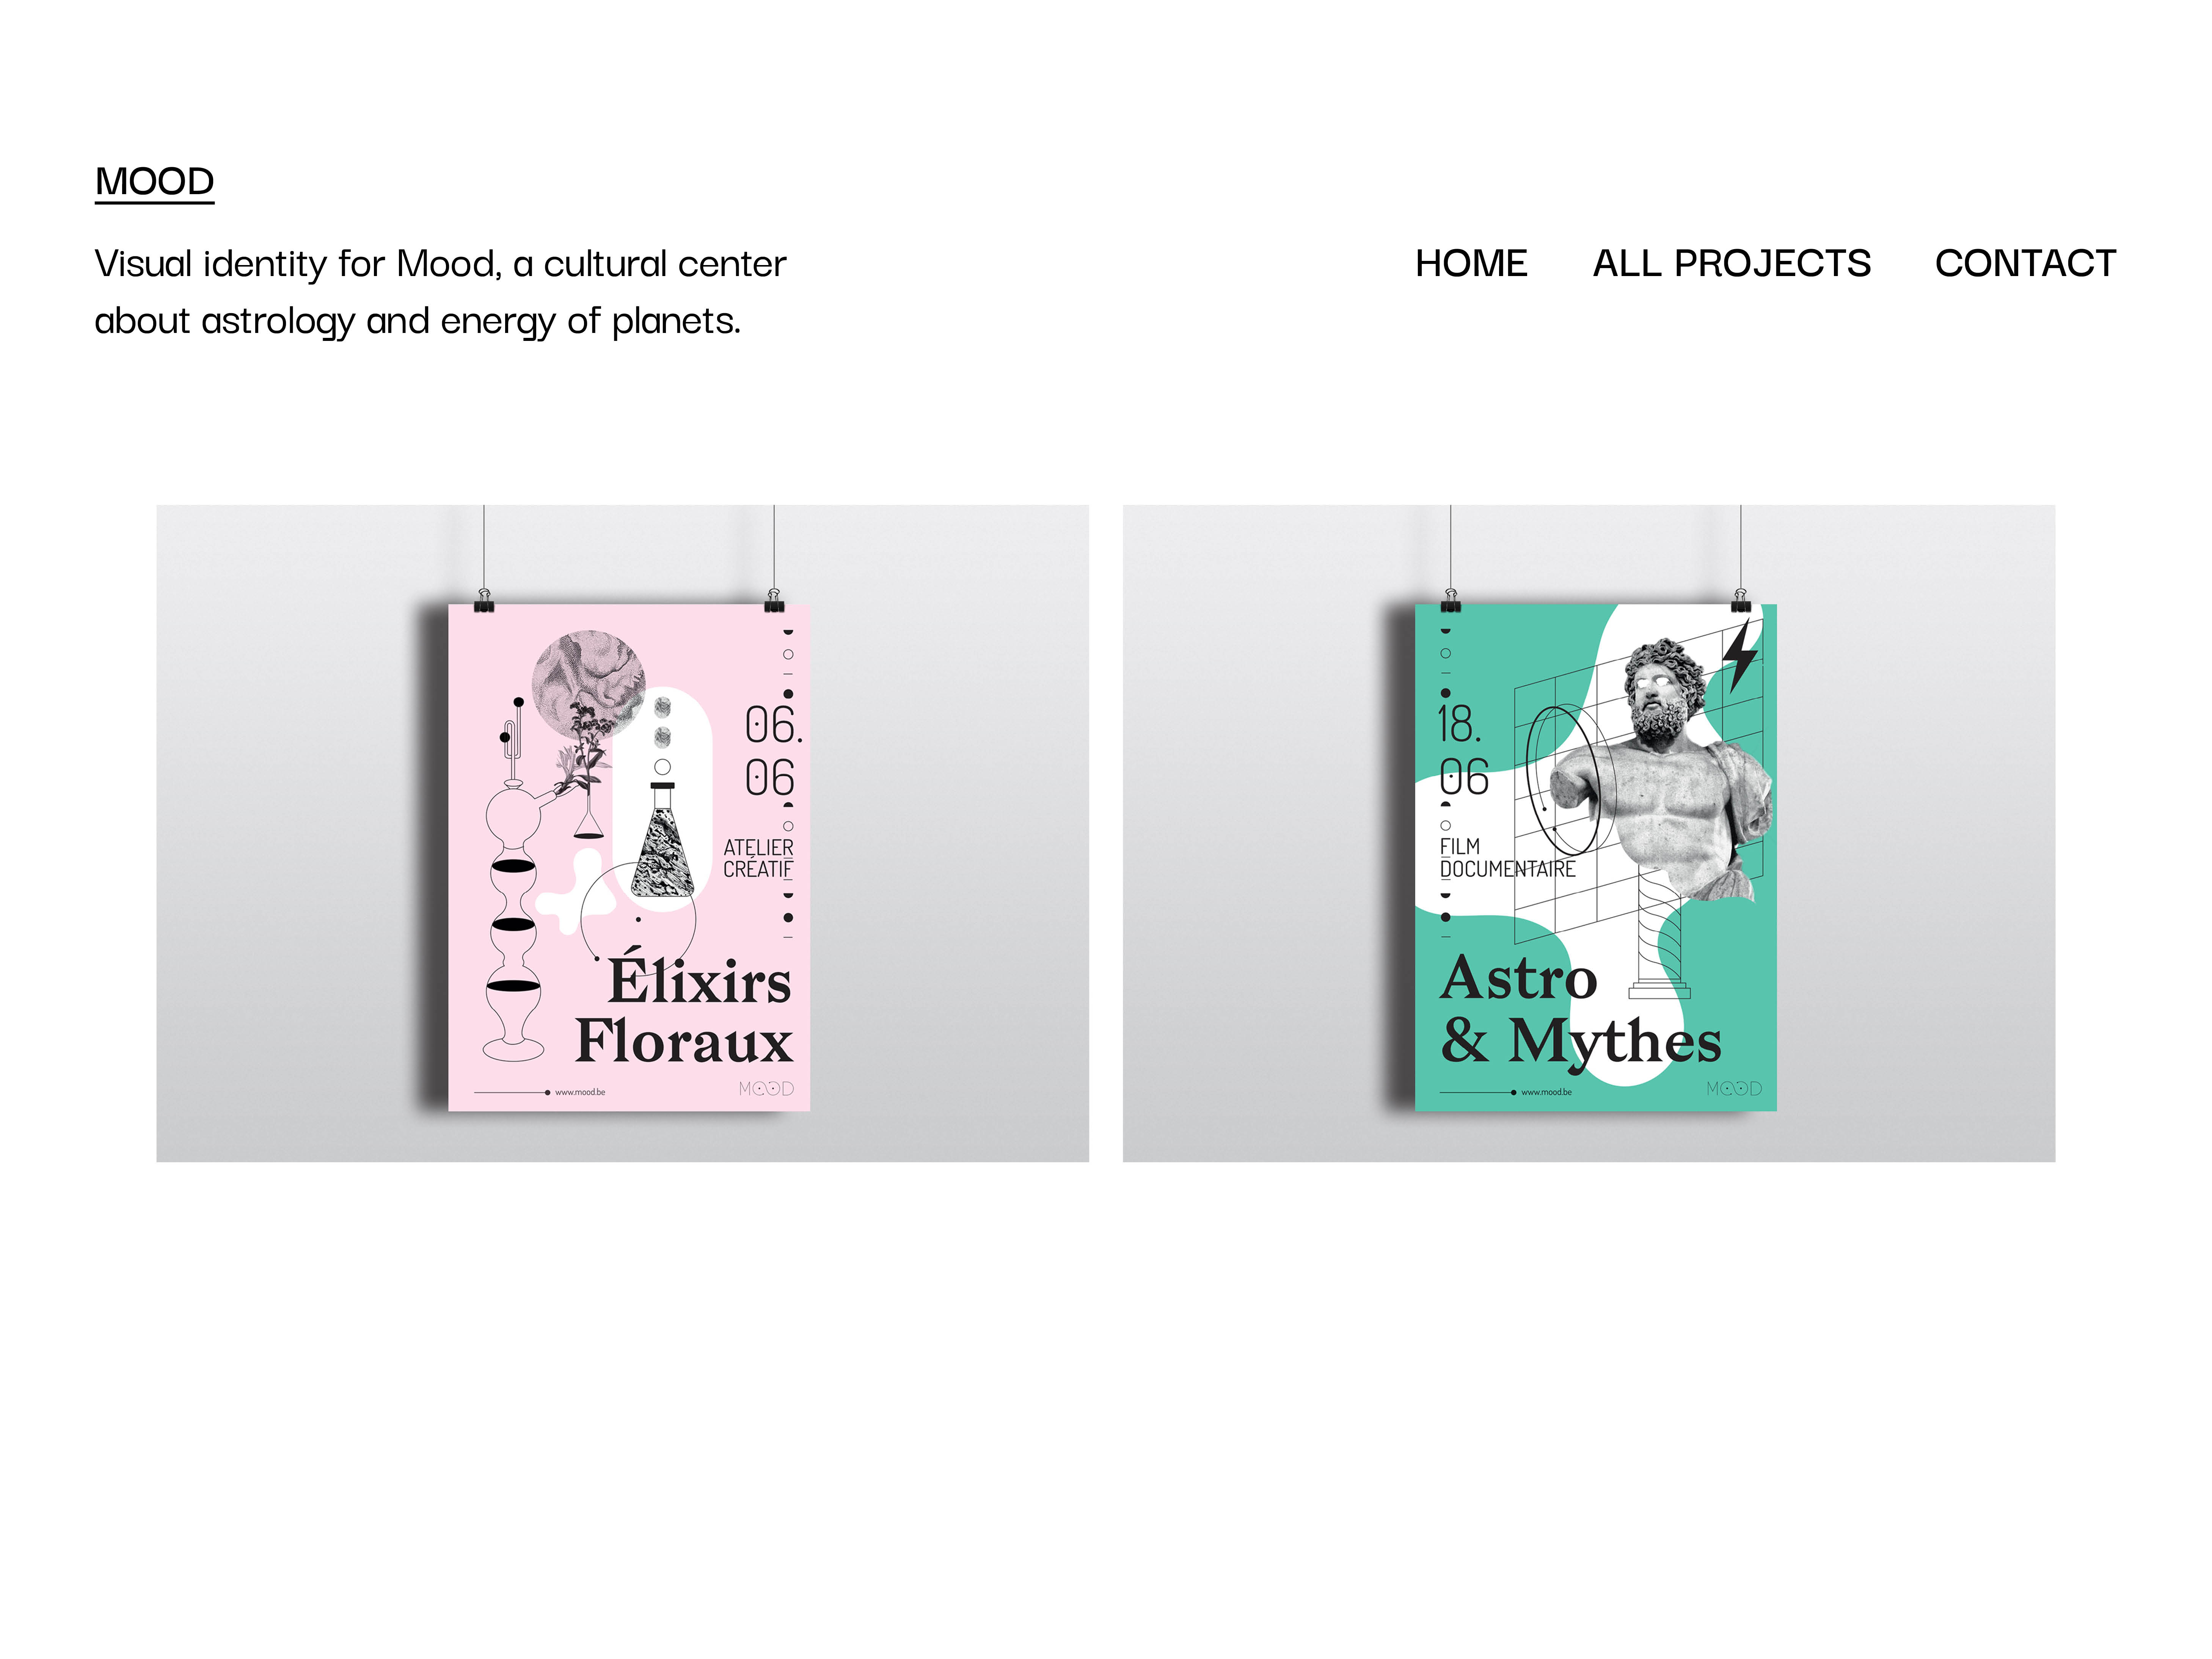 MOOD
Visual identity for Mood, a cultural center
about astrology and energy of planets.
HOME ALL PROJECTS CONTACT
06.
06
ATELIER
CRÉATIF
Élixirs
Floraux
www.mood.be
MOOD
18.
06
FILM
DOCUMENTAIRE
Astro
& Mythes
www.mood.be
MOOD